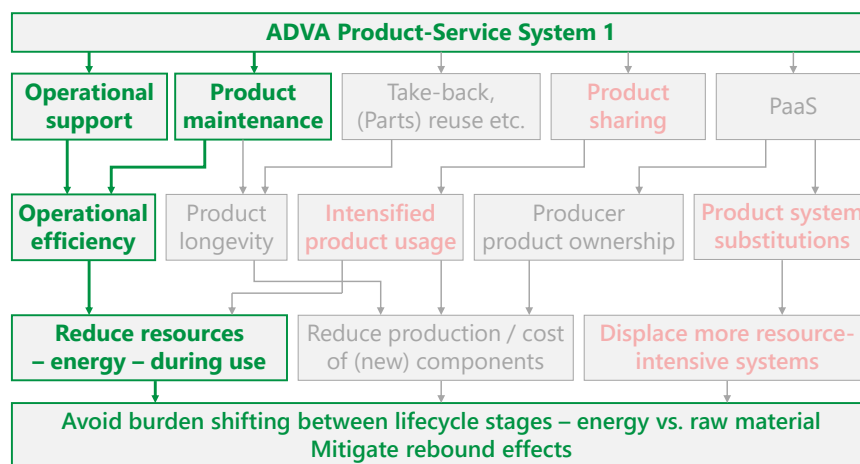 ADVA Product-Service System 1
Operational
support
Product
maintenance
Take-back,
(Parts) reuse etc.
Product
sharing
PaaS
Operational
efficiency
Product
longevity
Intensified
product usage
Producer
product ownership
Product system
substitutions
Reduce resources
– energy – during use
Reduce production / cost
of (new) components
Displace more resource-
intensive systems
Avoid burden shifting between lifecycle stages – energy vs. raw material
Mitigate rebound effects